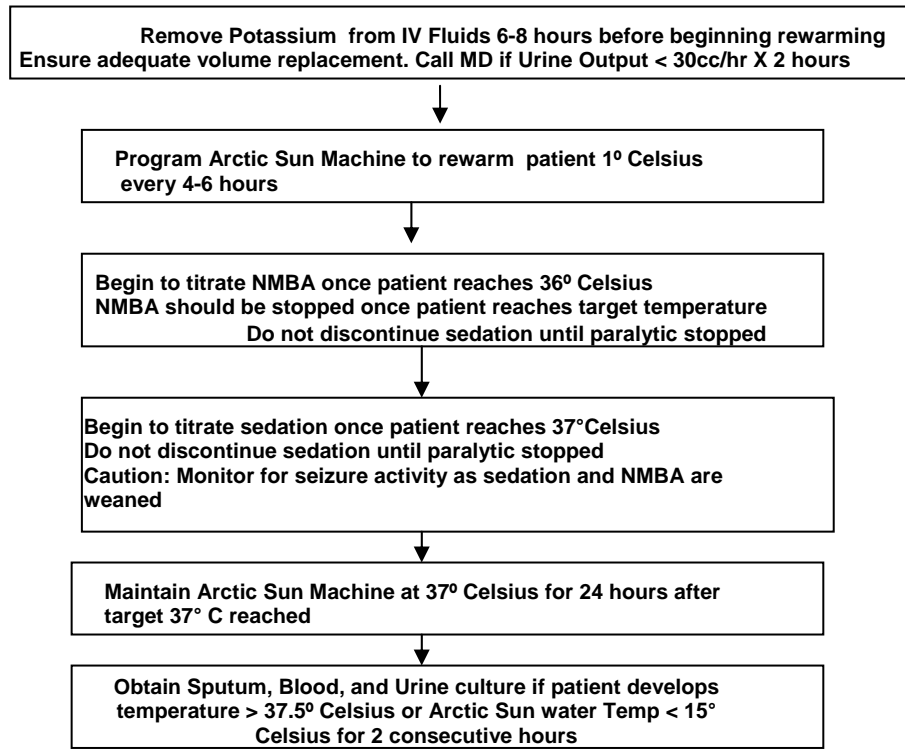 Remove Potassium from IV Fluids 6-8 hours before beginning rewarming
Ensure adequate volume replacement. Call MD if Urine Output < 30cc/hr X 2 hours
Program Arctic Sun Machine to rewarm patient 1º Celsius
every 4-6 hours
Begin to titrate NMBA once patient reaches 36º Celsius
NMBA should be stopped once patient reaches target temperature
Do not discontinue sedation until paralytic stopped
Begin to titrate sedation once patient reaches 37°Celsius
Do not discontinue sedation until paralytic stopped
Caution: Monitor for seizure activity as sedation and NMBA are
weaned
Maintain Arctic Sun Machine at 37º Celsius for 24 hours after
target 37° C reached
Obtain Sputum, Blood, and Urine culture if patient develops
temperature > 37.5º Celsius or Arctic Sun water Temp < 15°
Celsius for 2 consecutive hours